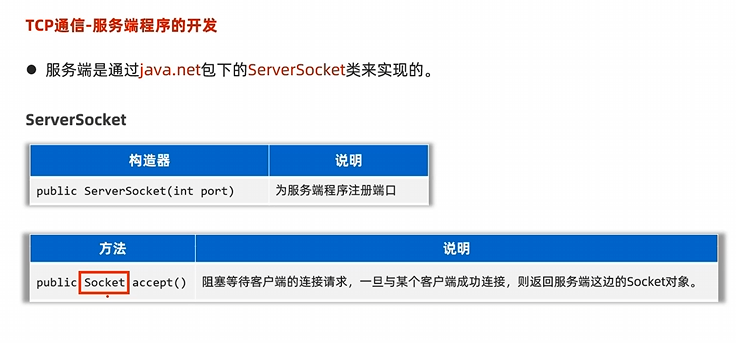 TCP通信-服务端程序的开发
● 服务端是通过java.net包下的ServerSocket类来实现的。
ServerSocket
构造器 说明
public ServerSocket(int port) 为服务端程序注册端口
方法 说明
public Socket accept() 阻塞等待客户端的连接请求，一旦与某个客户端成功连接，则返回服务端这边的Socket对象。